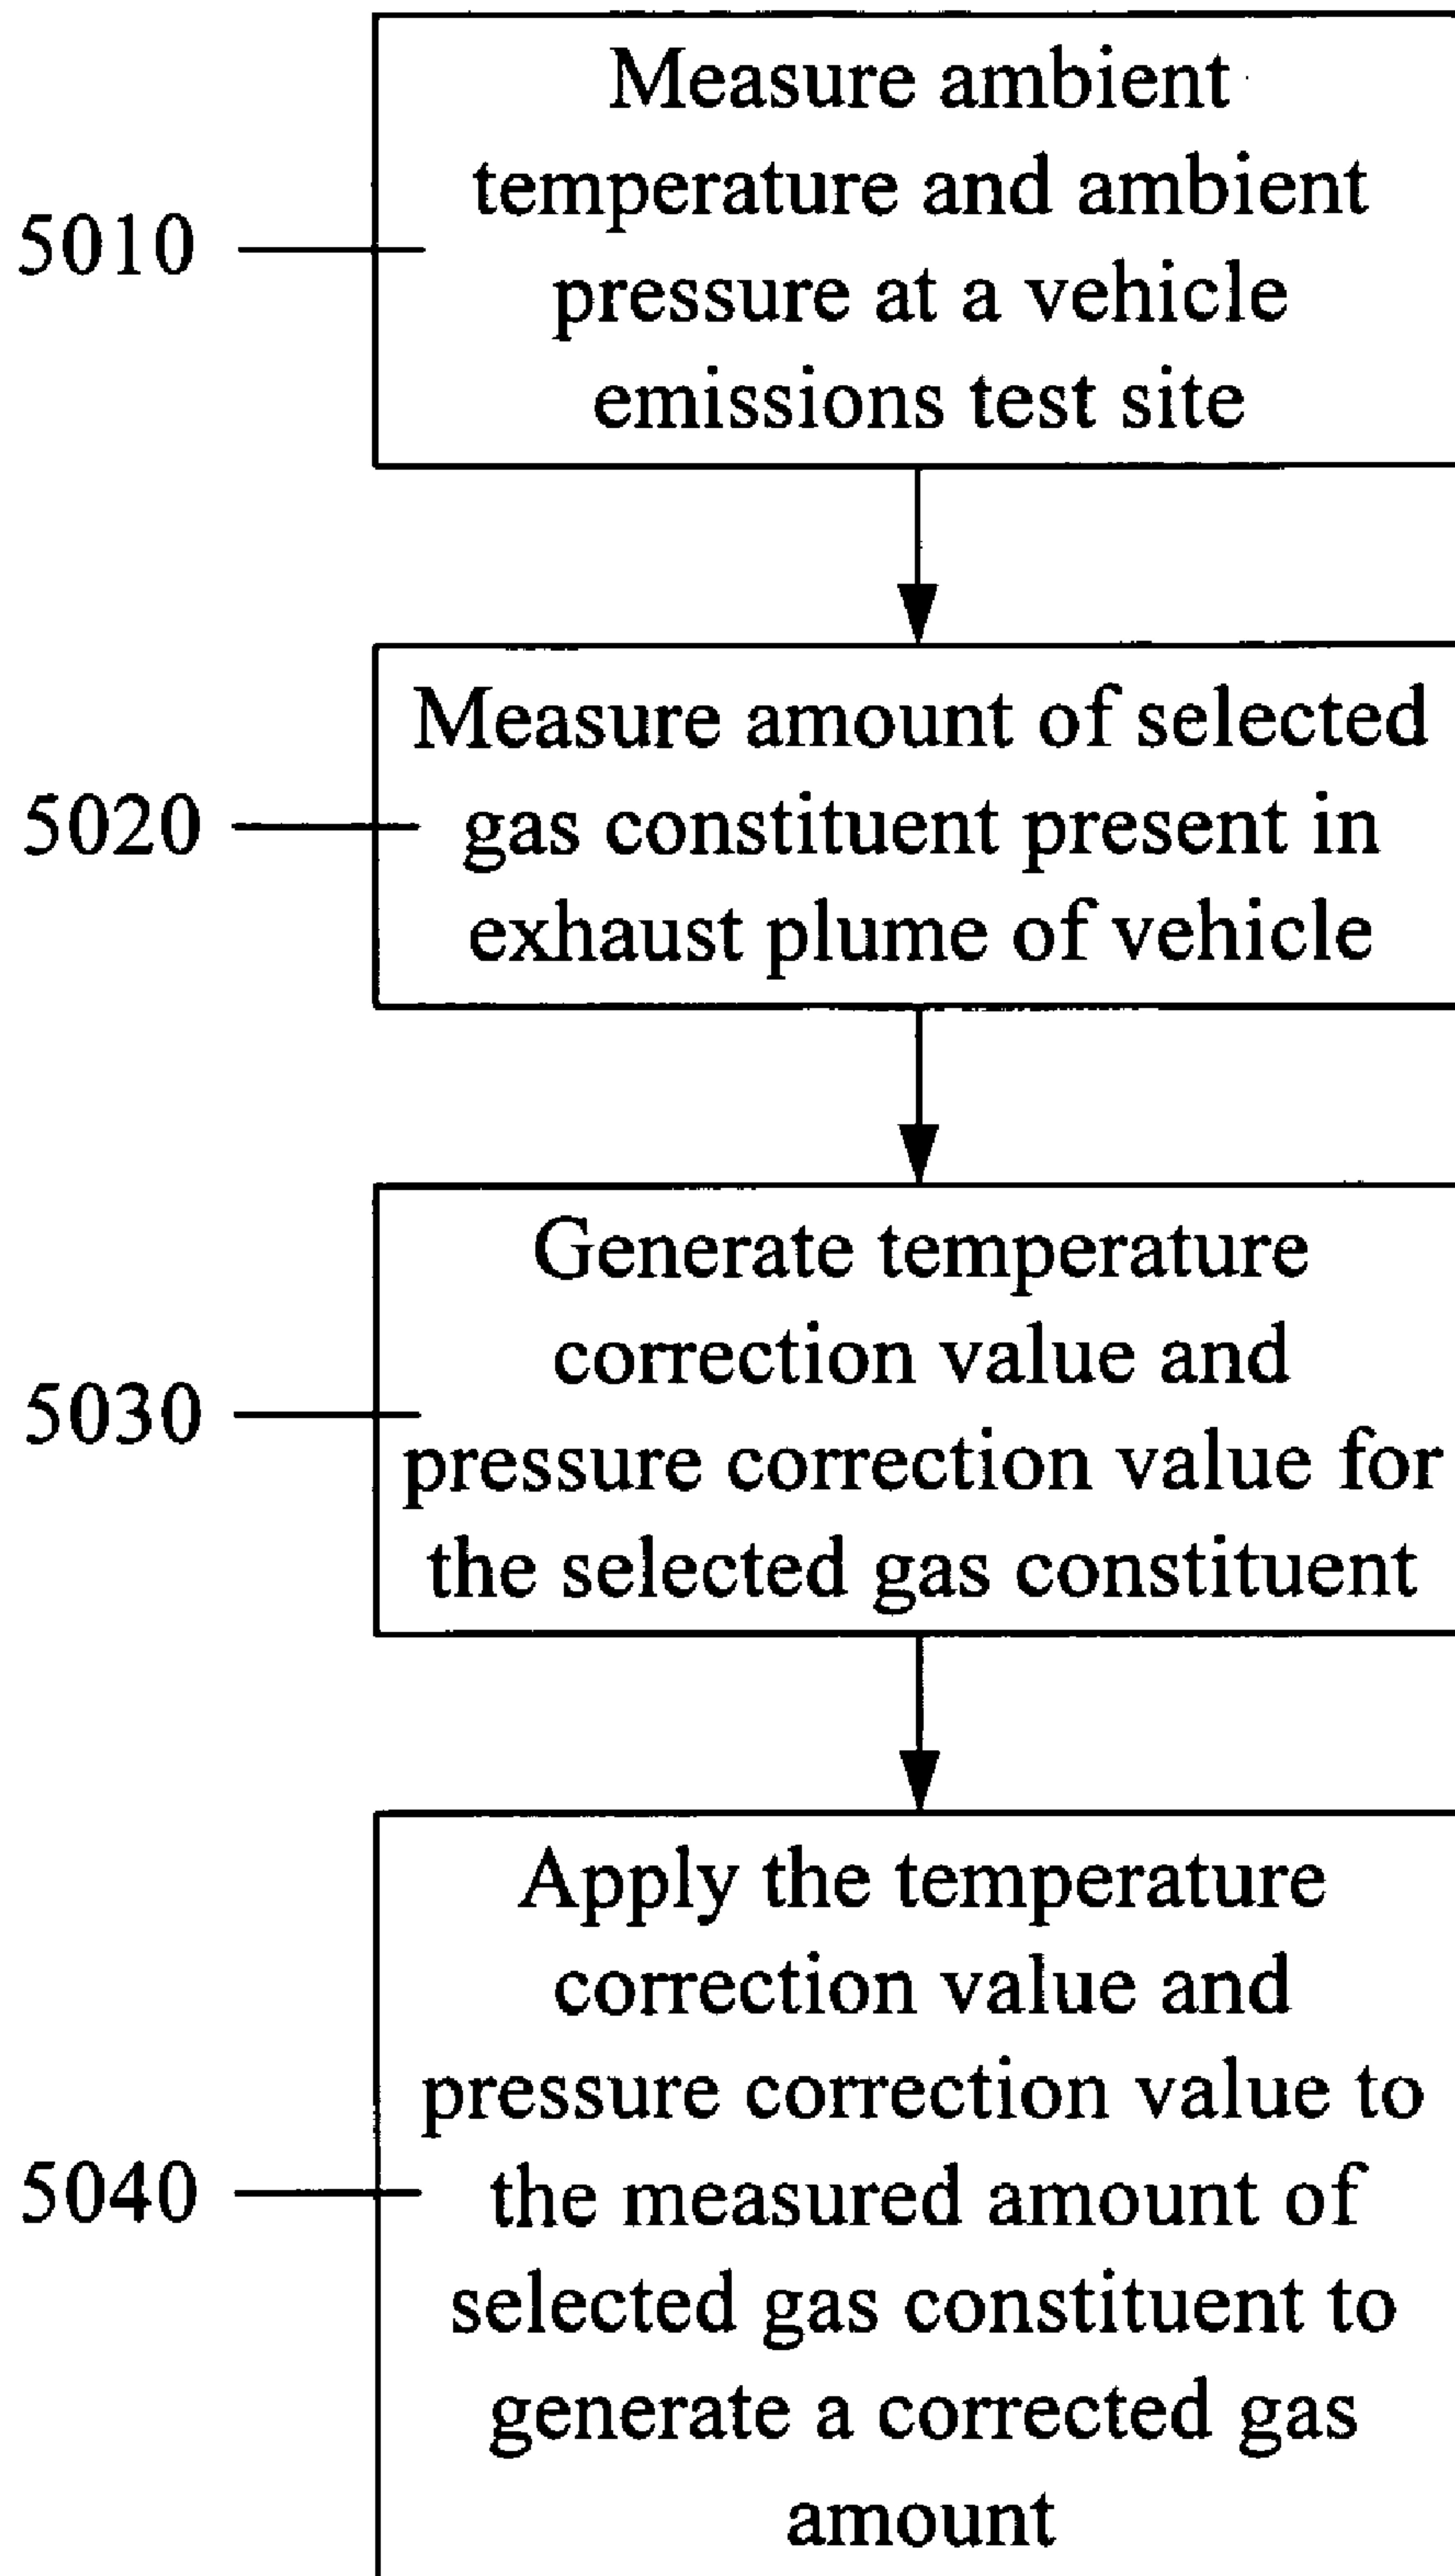 Measure ambient
temperature and ambient
pressure at a vehicle
emissions test site
5010
Measure amount of selected
gas constituent present in
exhaust plume of vehicle
5020
Generate temperature
correction value and
pressure correction value for
the selected gas constituent
5030
Apply the temperature
correction value and
pressure correction value to
the measured amount of
selected gas constituent to
generate a corrected gas
amount
5040